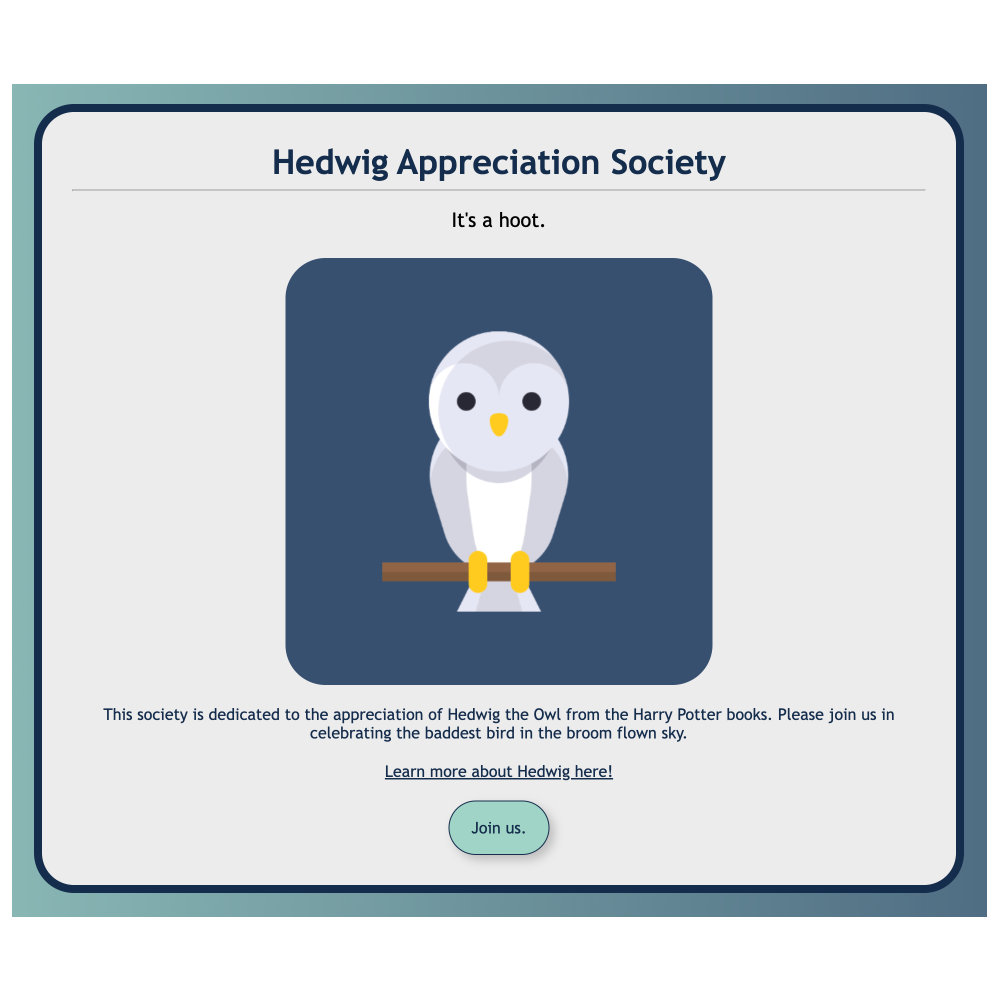 Hedwig Appreciation Society
It's a hoot.
This society is dedicated to the appreciation of Hedwig the Owl from the Harry Potter books. Please join us in
celebrating the baddest bird in the broom flown sky.
Learn more about Hedwig here!
Join us.